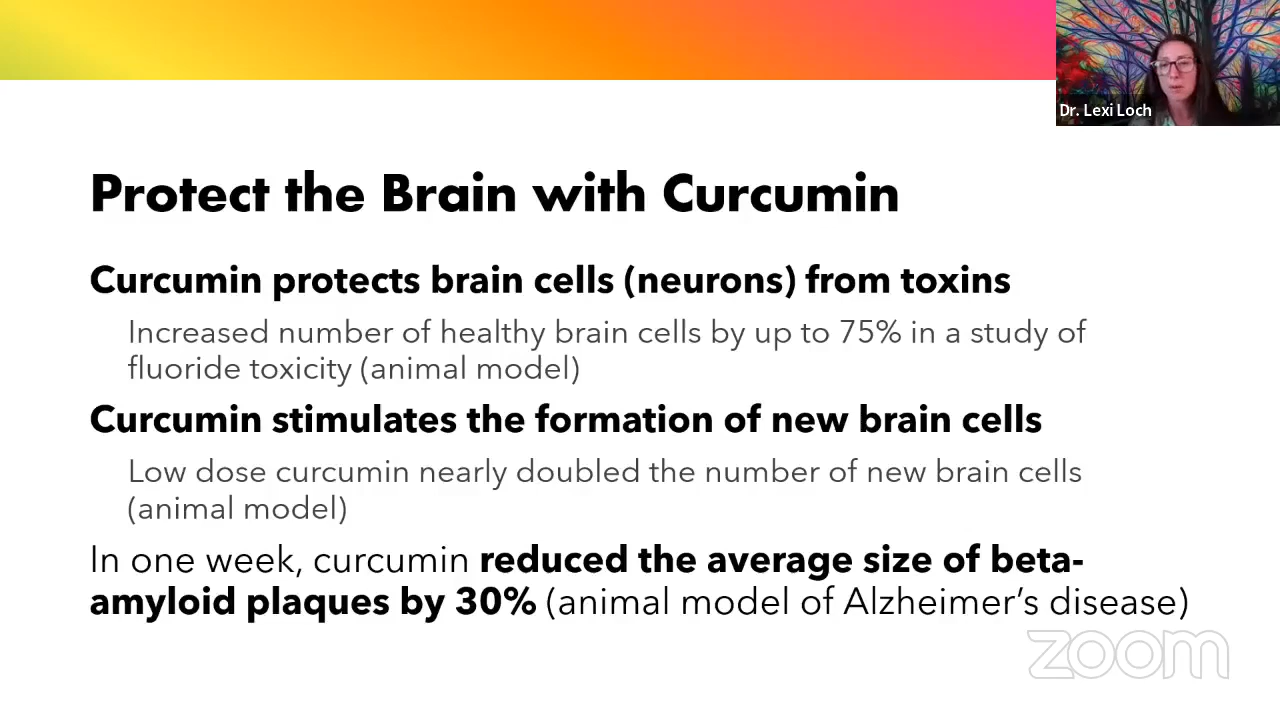 Dr. Lexi Loch
Protect the Brain with Curcumin
Curcumin protects brain cells (neurons) from toxins
Increased number of healthy brain cells by up to 75% in a study of
fluoride toxicity (animal model)
Curcumin stimulates the formation of new brain cells
Low dose curcumin nearly doubled the number of new brain cells
(animal model)
In one week, curcumin reduced the average size of beta-
amyloid plaques by 30% (animal model of Alzheimer’s disease)
zoom